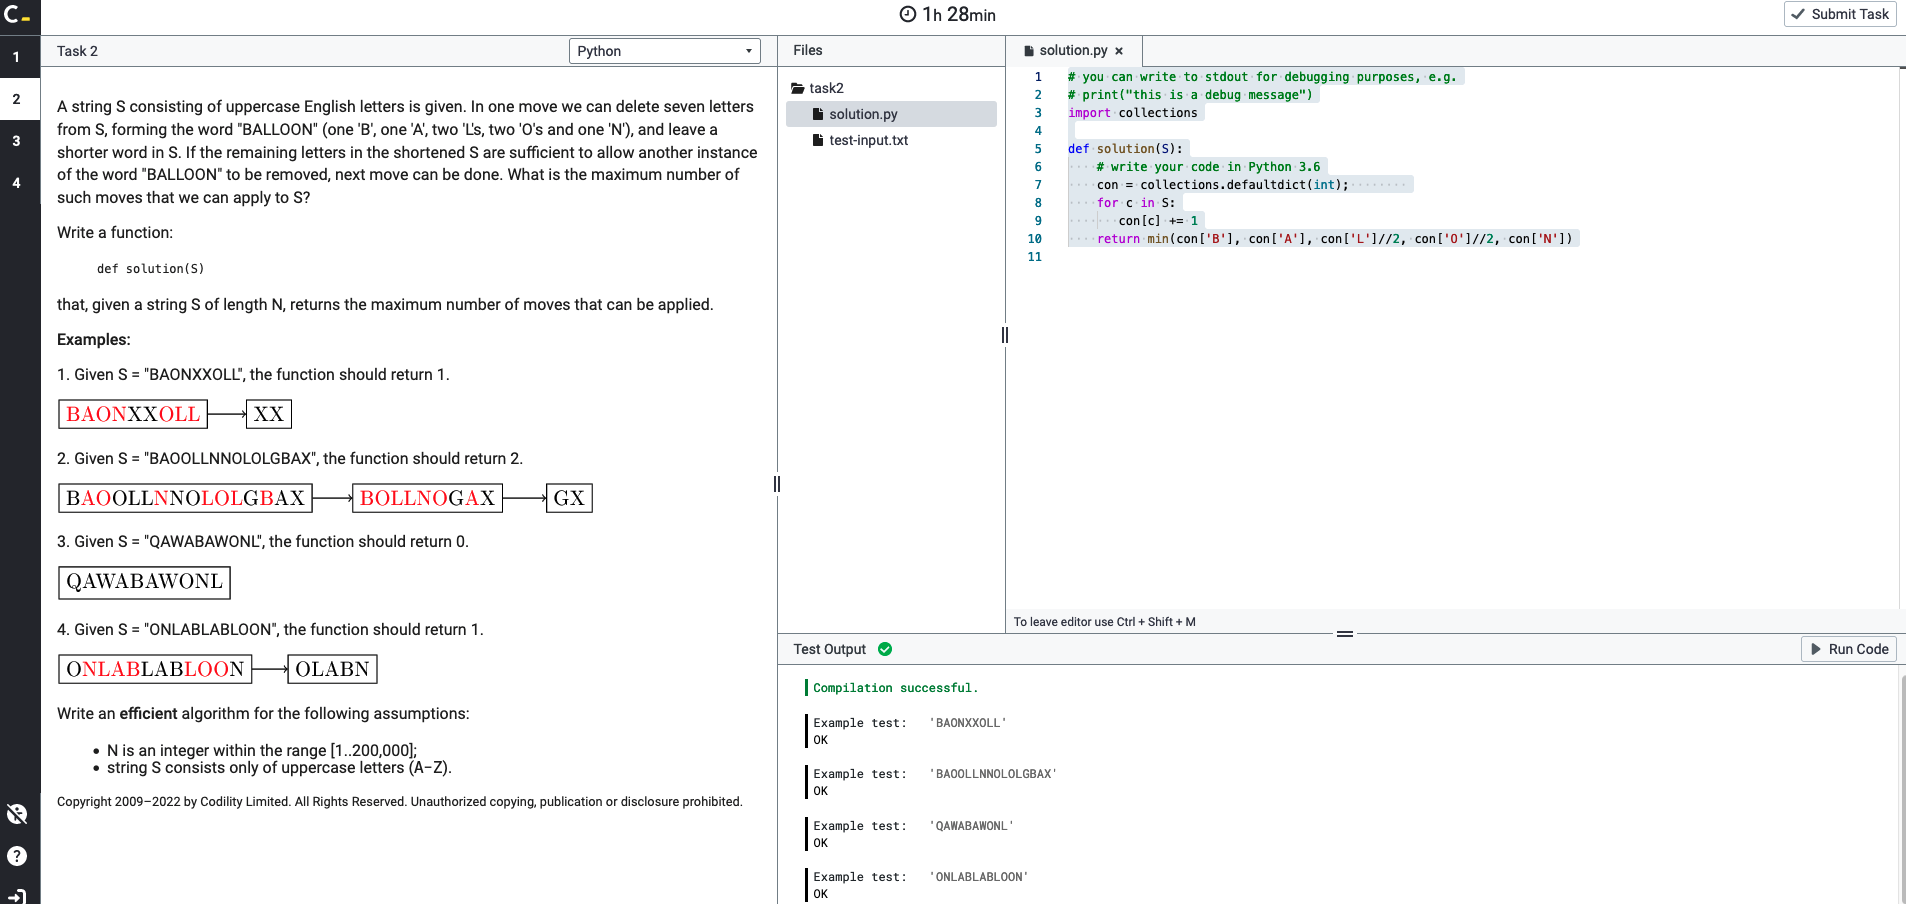 C_
1h 28min
Submit Task
1
2
3
4
Task 2
Python
A string S consisting of uppercase English letters is given. In one move we can delete seven letters
from S, forming the word "BALLOON" (one 'B', one 'A', two 'L's, two 'O's and one 'N'), and leave a
shorter word in S. If the remaining letters in the shortened S are sufficient to allow another instance
of the word "BALLOON" to be removed, next move can be done. What is the maximum number of
such moves that we can apply to S?
Write a function:
def solution(S)
that, given a string S of length N, returns the maximum number of moves that can be applied.
Examples:
1. Given S = "BAONXXOLL", the function should return 1.
BAONXXOLL XX
2. Given S = "BAOOLLNNOLOLGBAX", the function should return 2.
BAOOLLNNOLOLGBAX BOLLNOGAX GX
3. Given S = "QAWABAWONL", the function should return 0.
QAWABAWONL
4. Given S = "ONLABLABLOON", the function should return 1.
ONLABLABLOON OLABN
Write an efficient algorithm for the following assumptions:
• N is an integer within the range [1..200,000];
• string S consists only of uppercase letters (A-Z).
Copyright 2009–2022 by Codility Limited. All Rights Reserved. Unauthorized copying, publication or disclosure prohibited.
Files
task2
solution.py
test-input.txt
solution.py ×
1 # you can write to stdout for debugging purposes, e.g.
2 # print("this is a debug message")
3 import collections
4
5 def solution(S):
6 # write your code in Python 3.6
7 con = collections.defaultdict(int);
8 for c in S:
9 con[c] += 1
10 return min(con['B'], con['A'], con['L']//2, con['O']//2, con['N'])
11
To leave editor use Ctrl + Shift + M
Test Output
Run Code
Compilation successful.
Example test: 'BAONXXOLL'
OK
Example test: 'BAOOLLNNOLOLGBAX'
OK
Example test: 'QAWABAWONL'
OK
Example test: 'ONLABLABLOON'
OK